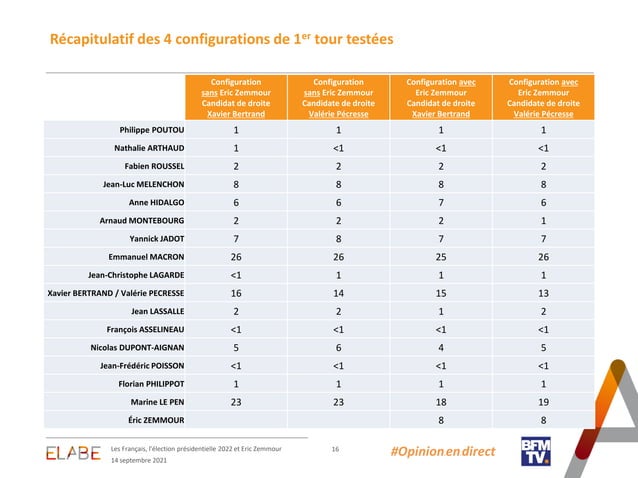 Récapitulatif des 4 configurations de 1er tour testées
Configuration sans Eric Zemmour Candidat de droite Xavier Bertrand
Configuration sans Eric Zemmour Candidate de droite Valérie Pécresse
Configuration avec Eric Zemmour Candidat de droite Xavier Bertrand
Configuration avec Eric Zemmour Candidate de droite Valérie Pécresse
Philippe POUTOU 1 1 1 1
Nathalie ARTHAUD 1 <1 <1 <1
Fabien ROUSSEL 2 2 2 2
Jean-Luc MELENCHON 8 8 8 8
Anne HIDALGO 6 6 7 6
Arnaud MONTEBOURG 2 2 2 1
Yannick JADOT 7 8 7 7
Emmanuel MACRON 26 26 25 26
Jean-Christophe LAGARDE <1 1 1 1
Xavier BERTRAND / Valérie PECRESSE 16 14 15 13
Jean LASSALLE 2 2 1 2
François ASSELINEAU <1 <1 <1 <1
Nicolas DUPONT-AIGNAN 5 6 4 5
Jean-Frédéric POISSON <1 <1 <1 <1
Florian PHILIPPOT 1 1 1 1
Marine LE PEN 23 23 18 19
Éric ZEMMOUR 8 8
ELABE
Les Français, l'élection présidentielle 2022 et Eric Zemmour
14 septembre 2021
16
#Opinion en direct
BFM
TV.